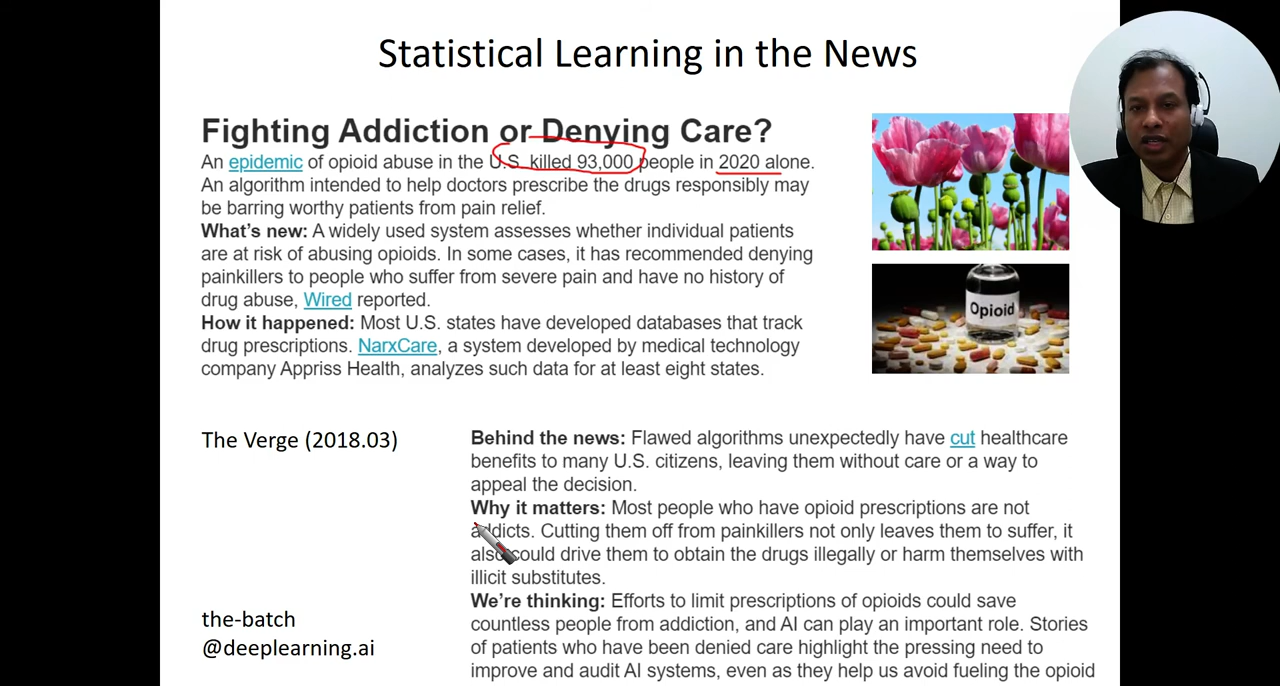 Statistical Learning in the News
Fighting Addiction or Denying Care?
An epidemic of opioid abuse in the U.S. killed 93,000 people in 2020 alone.
An algorithm intended to help doctors prescribe the drugs responsibly may
be barring worthy patients from pain relief.
What's new: A widely used system assesses whether individual patients
are at risk of abusing opioids. In some cases, it has recommended denying
painkillers to people who suffer from severe pain and have no history of
drug abuse, Wired reported.
How it happened: Most U.S. states have developed databases that track
drug prescriptions. NarxCare, a system developed by medical technology
company Appriss Health, analyzes such data for at least eight states.
Opioid
The Verge (2018.03)
Behind the news: Flawed algorithms unexpectedly have cut healthcare
benefits to many U.S. citizens, leaving them without care or a way to
appeal the decision.
Why it matters: Most people who have opioid prescriptions are not
addicts. Cutting them off from painkillers not only leaves them to suffer, it
also could drive them to obtain the drugs illegally or harm themselves with
illicit substitutes.
We're thinking: Efforts to limit prescriptions of opioids could save
countless people from addiction, and AI can play an important role. Stories
of patients who have been denied care highlight the pressing need to
improve and audit AI systems, even as they help us avoid fueling the opioid
the-batch
@deeplearning.ai